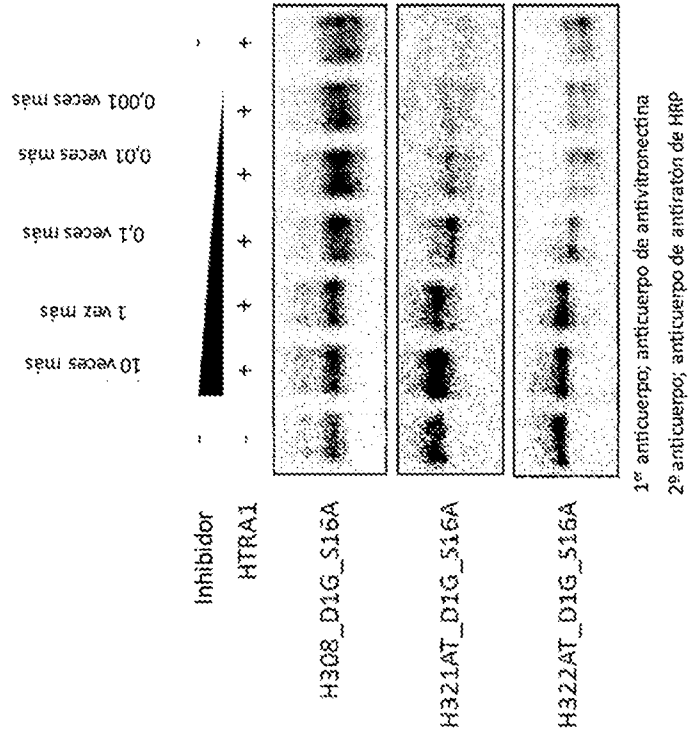 10 veces más
1 vez más
0,1 veces más
0,01 veces más
0,001 veces más
Inhibidor - -
HTRA1 - + + + + + +
H308_D1G_S16A
H321AT_D1G_S16A
H322AT_D1G_S16A
1ᵉʳ anticuerpo; anticuerpo de antivitronectina
2º anticuerpo; anticuerpo de antiratón de HRP